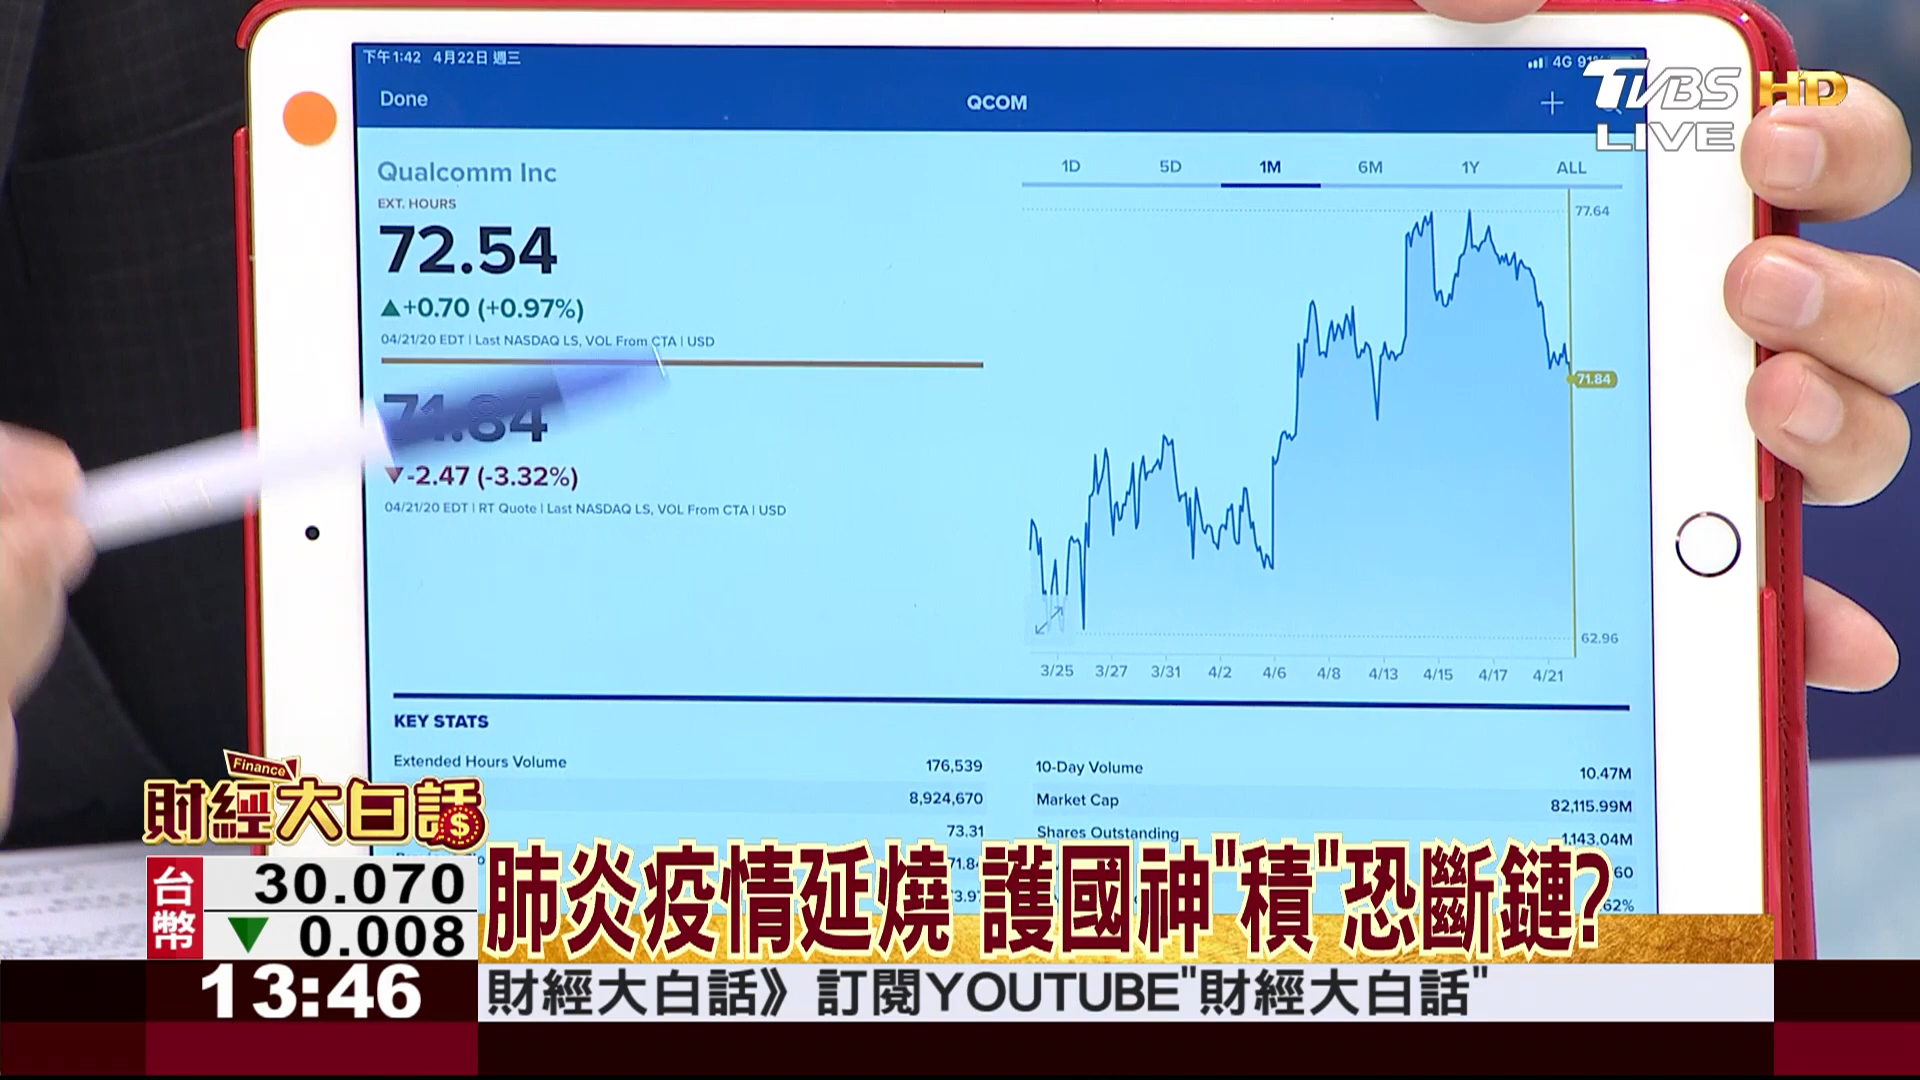 下午1:42 4月22日 週三
4G 91%
Done
QCOM
TVBS HD
LIVE
Qualcomm Inc
EXT. HOURS
72.54
▲+0.70 (+0.97%)
04/21/20 EDT | Last NASDAQ LS, VOL From CTA | USD
71.84
▼-2.47 (-3.32%)
04/21/20 EDT | RT Quote | Last NASDAQ LS, VOL From CTA | USD
1D 5D 1M 6M 1Y ALL
77.64
71.84
62.96
3/25 3/27 3/31 4/2 4/6 4/8 4/13 4/15 4/17 4/21
KEY STATS
Extended Hours Volume 176,539
8,924,670
73.31
10-Day Volume 10.47M
Market Cap 82,115.99M
Shares Outstanding 1,143.04M
Finance
財經大白話
台幣
30.070
▼ 0.008
肺炎疫情延燒 護國神"積"恐斷鏈?
13:46
財經大白話》訂閱YOUTUBE"財經大白話"